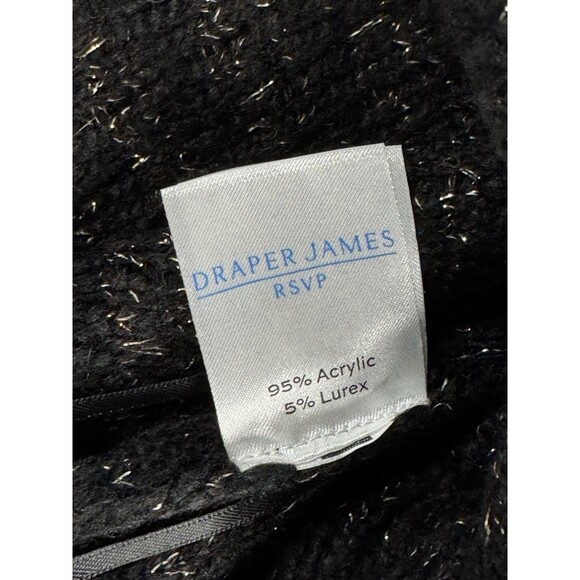 DRAPER JAMES
RSVP
95% Acrylic
5% Lurex